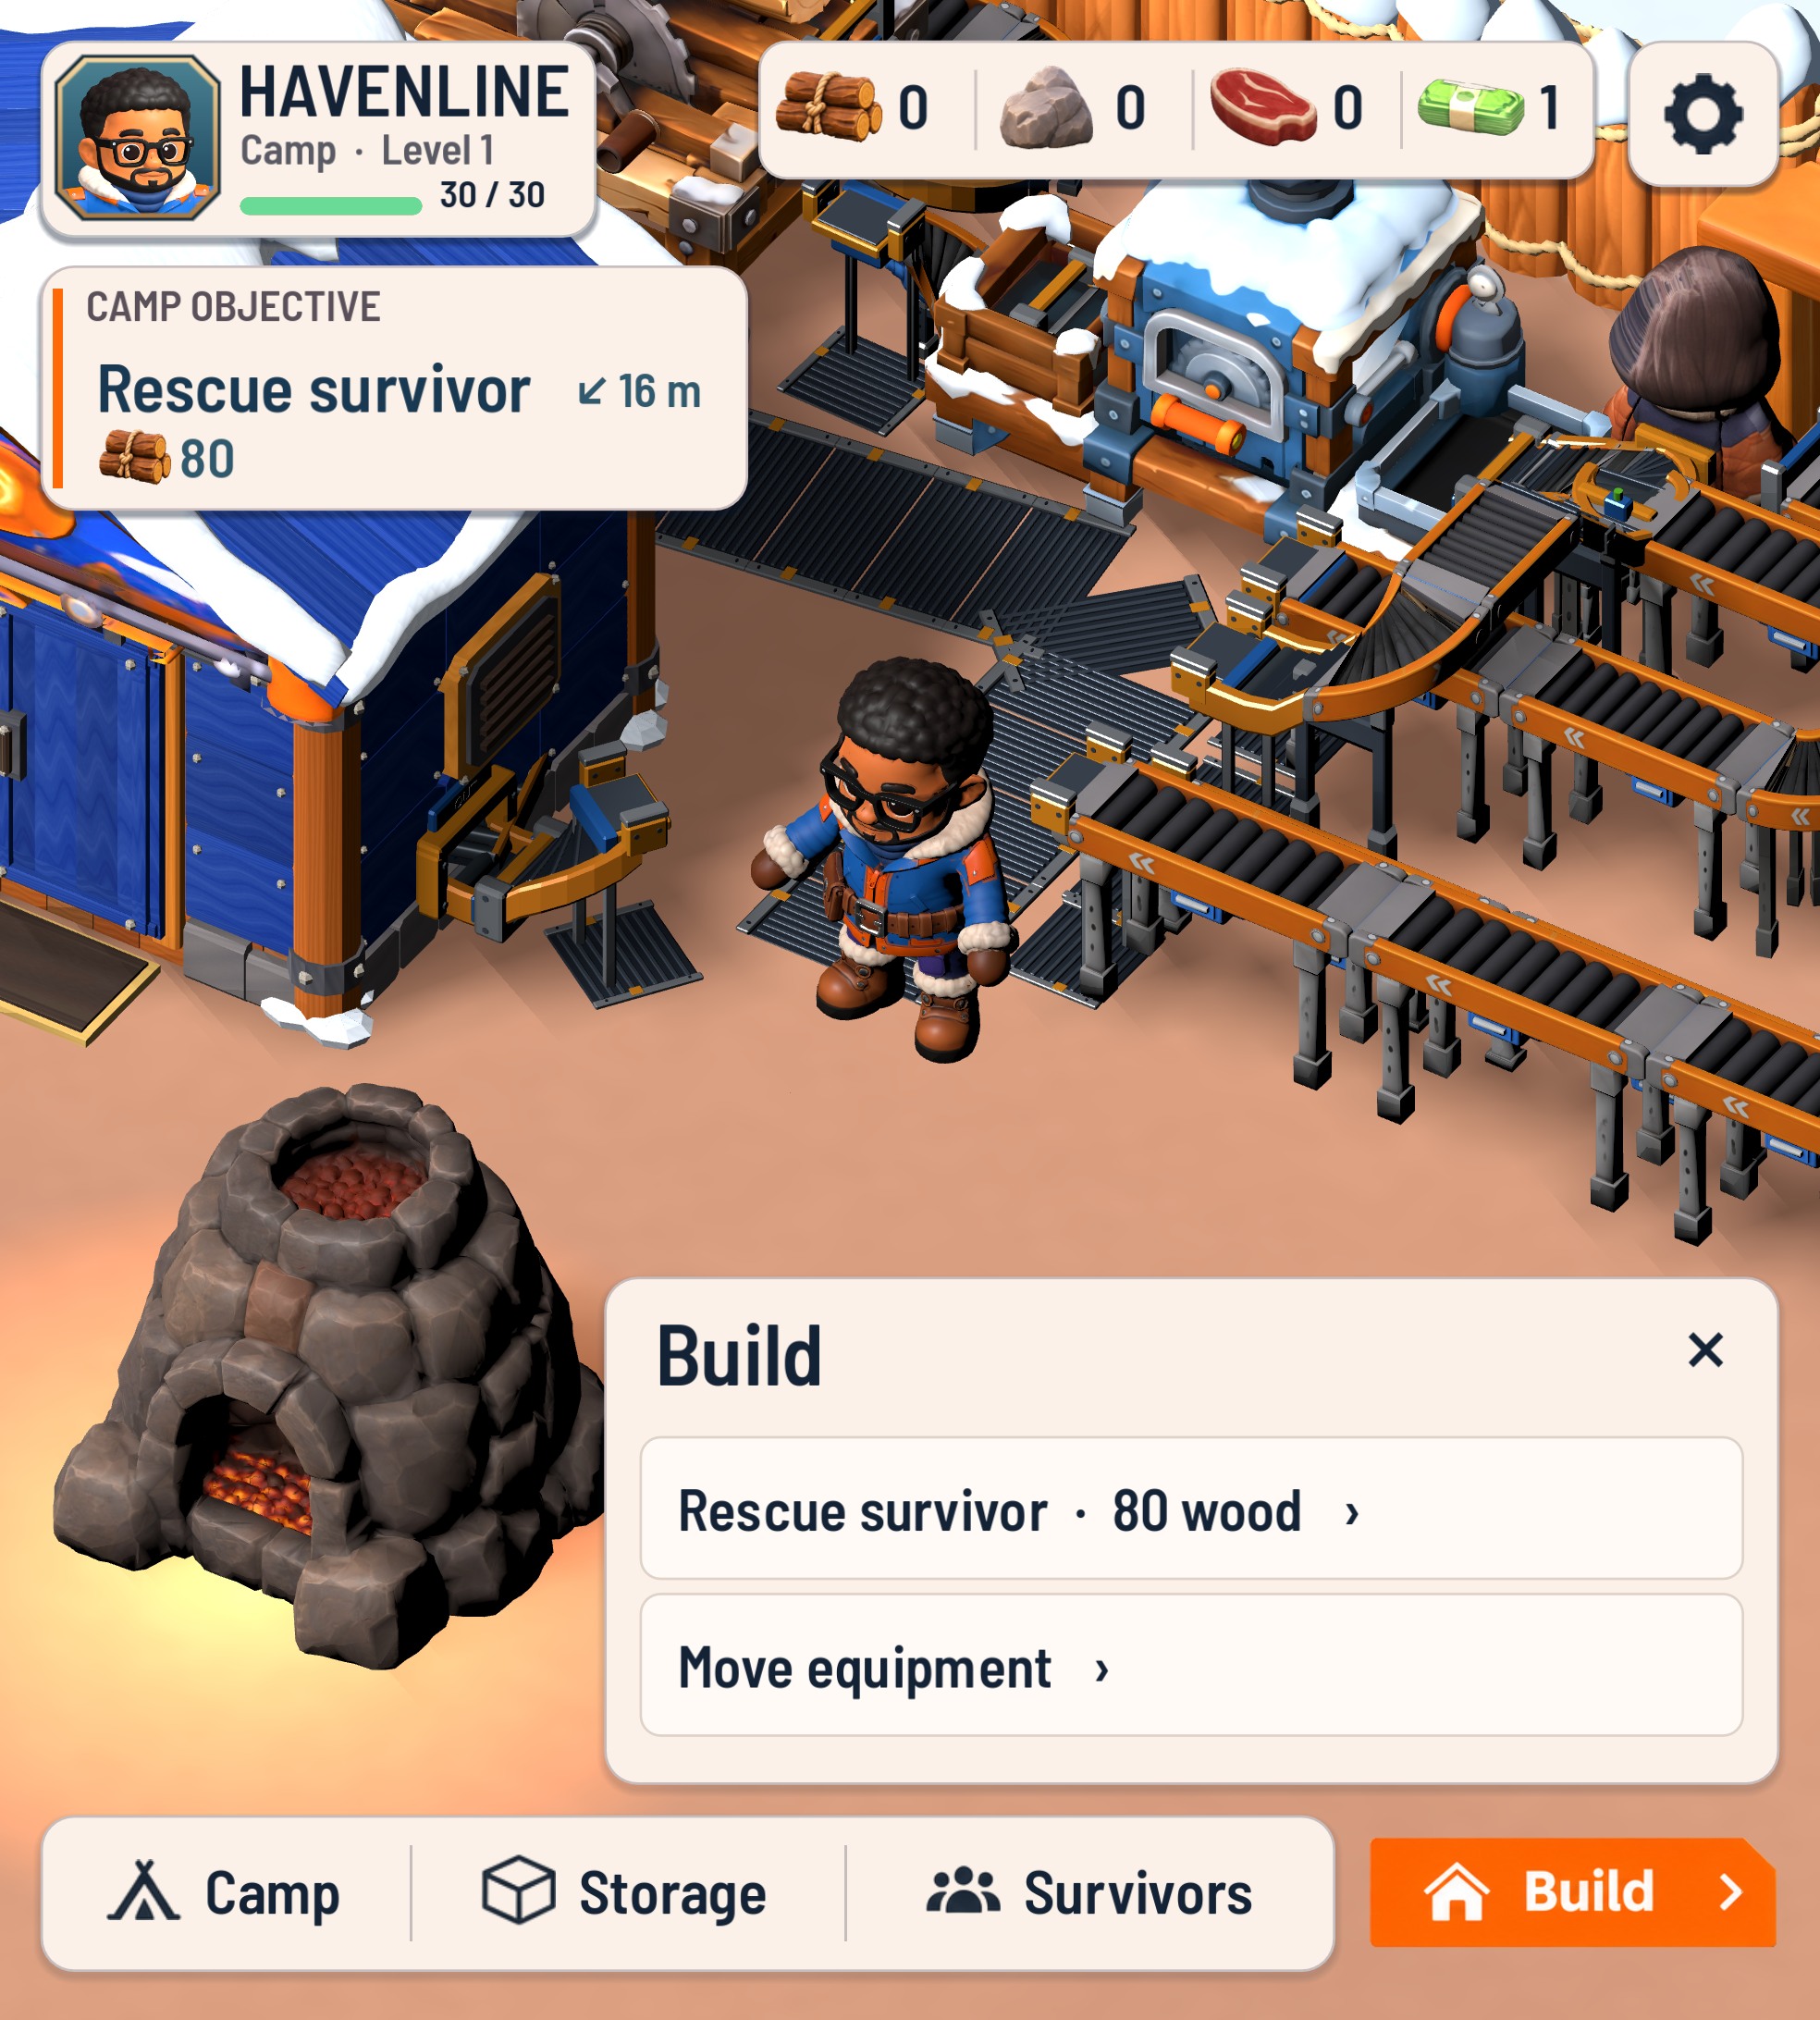 HAVENLINE
Camp · Level 1
30 / 30
0
0
0
1
CAMP OBJECTIVE
Rescue survivor ↙ 16 m
80
Build
×
Rescue survivor · 80 wood ›
Move equipment ›
Camp
Storage
Survivors
Build ›